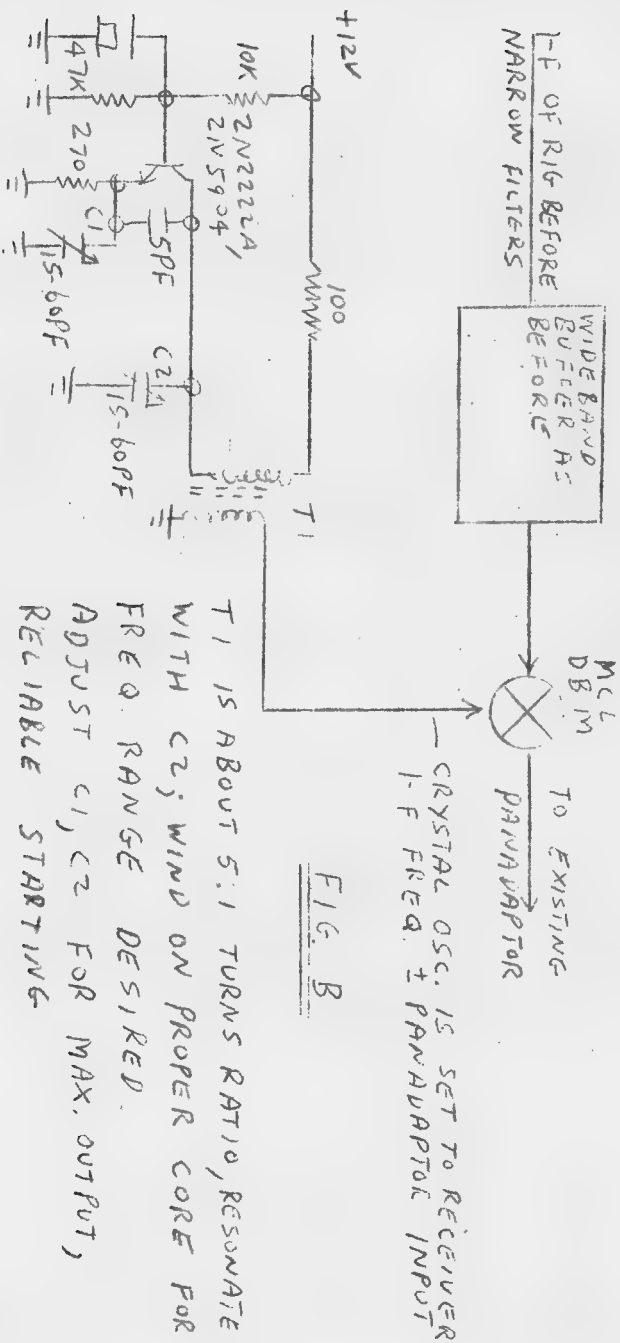 I-F OF RIG BEFORE
NARROW FILTERS
WIDEBAND
BUFFER AS
BEFORE
MCL
DBM
TO EXISTING
PANADAPTOR
CRYSTAL OSC. IS SET TO RECEIVER
I-F FREQ. ± PANADAPTOR INPUT
+12V
100
10K
2N2222A,
2N5904
47K
270
C1
5PF
15-60PF
C2
15-60PF
T1
FIG. B
T1 IS ABOUT 5:1 TURNS RATIO, RESONATE
WITH C2; WIND ON PROPER CORE FOR
FREQ. RANGE DESIRED.
ADJUST C1, C2 FOR MAX. OUTPUT,
RELIABLE STARTING